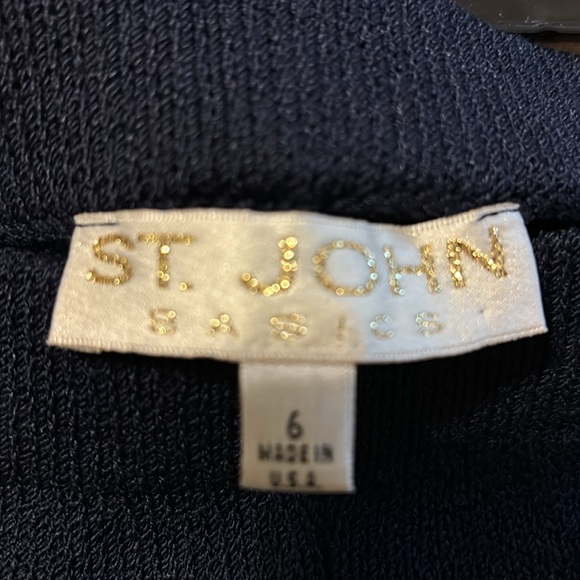 ST. JOHN
BASICS
6
MADE IN
U.S.A.